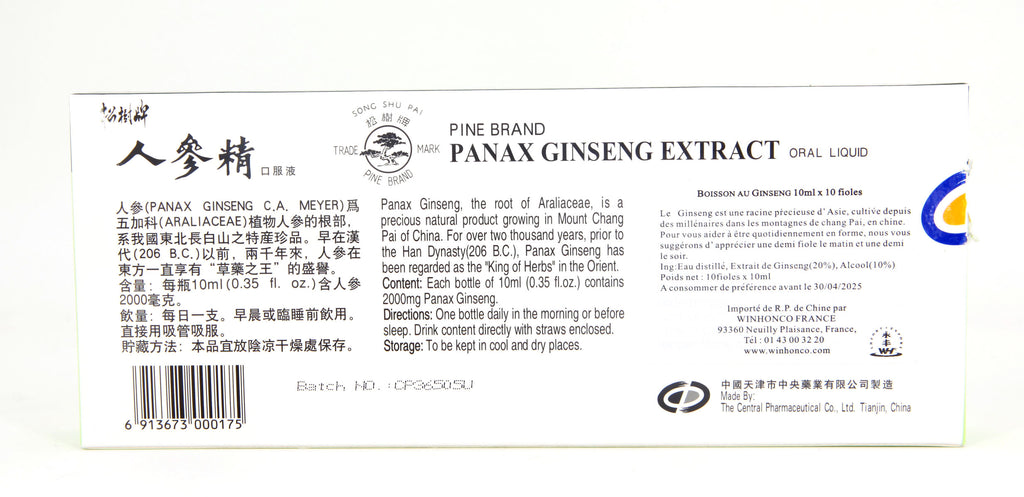 松樹牌
人參精 口服液
SONG SHU PAI
松樹牌
TRADE MARK
PINE BRAND
PINE BRAND
PANAX GINSENG EXTRACT ORAL LIQUID
人參(PANAX GINSENG C.A. MEYER)爲
五加科(ARALIACEAE)植物人參的根部,
系我國東北長白山之特産珍品。早在漢
代(206 B.C.)以前, 兩千年來, 人參在
東方一直享有“草藥之王”的盛譽。
含量: 每瓶10ml(0.35 fl. oz.)含人參
2000毫克。
飲量: 每日一支。早晨或臨睡前飲用。
直接用吸管吸服。
貯藏方法: 本品宜放陰凉干燥處保存。
6 913673 000175
Panax Ginseng, the root of Araliaceae, is a
precious natural product growing in Mount Chang
Pai of China. For over two thousand years, prior to
the Han Dynasty(206 B.C.), Panax Ginseng has
been regarded as the "King of Herbs" in the Orient.
Content: Each bottle of 10ml (0.35 fl.oz.) contains
2000mg Panax Ginseng.
Directions: One bottle daily in the morning or before
sleep. Drink content directly with straws enclosed.
Storage: To be kept in cool and dry places.
Batch NO.:CP36505U
BOISSON AU GINSENG 10ml x 10 fioles
Le Ginseng est une racine précieuse d' Asie, cultive depuis
des millénaires dans les montagnes de chang Pai, en chine.
Pour vous aider à être quotidiennement en forme, nous vous
suggérons d' apprécier une demi fiole le matin et une demi
le soir.
Ing:Eau distillé, Extrait de Ginseng(20%), Alcool(10%)
Poids net : 10fioles x 10ml
A consommer de préférence avant le 30/04/2025
Importé de R.P. de Chine par
WINHONCO FRANCE
93360 Neuilly Plaisance, France,
Tél : 01 43 00 32 20
www.winhonco.com
永丰
WH
中國天津市中央藥業有限公司製造
Made By:
The Central Pharmaceutical Co., Ltd. Tianjin, China